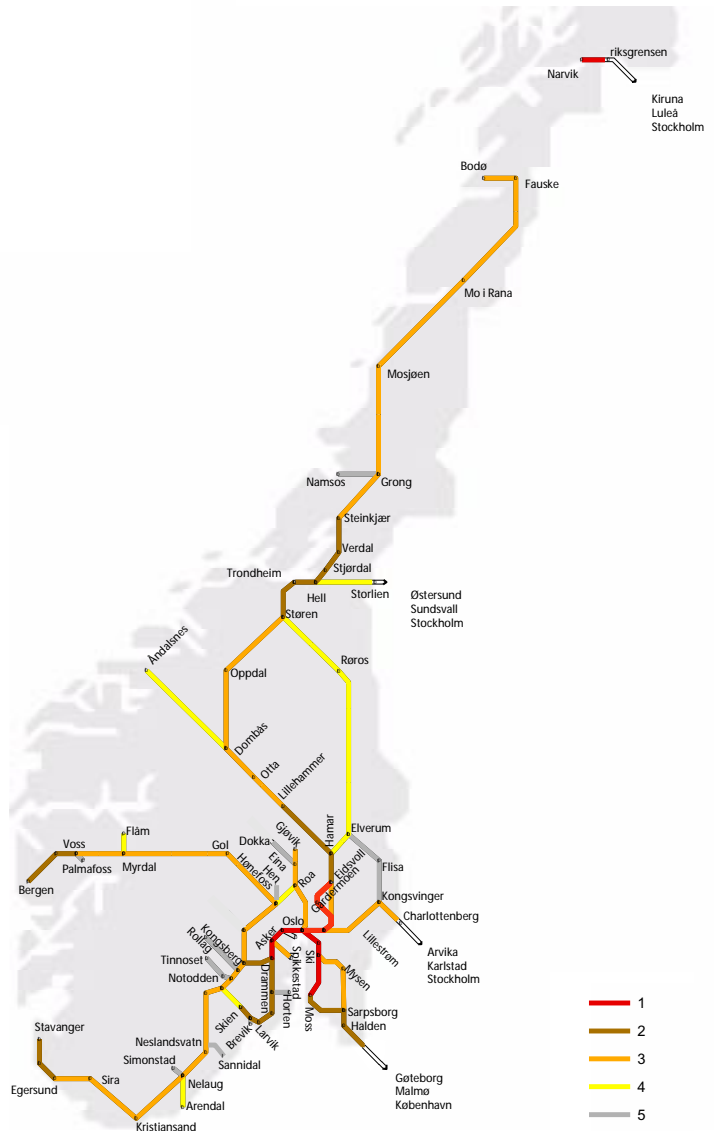 riksgrensen
Narvik
Kiruna
Luleå
Stockholm
Bodø
Fauske
Mo i Rana
Mosjøen
Namsos
Grong
Steinkjær
Verdal
Stjørdal
Trondheim
Hell
Storlien
Østersund
Sundsvall
Stockholm
Støren
Åndalsnes
Oppdal
Røros
Dombås
Otta
Lillehammer
Hamar
Elverum
Flåm
Voss
Palmafoss
Myrdal
Gol
Bergen
Dokka
Gjøvik
Eina
Hen
Hønefoss
Roa
Eidsvoll
Gardermoen
Flisa
Kongsvinger
Charlottenberg
Oslo
Lillestrøm
Arvika
Karlstad
Stockholm
Asker
Spikkestad
Ski
Mysen
Kongsberg
Rollag
Tinnoset
Notodden
Drammen
Horten
Moss
Sarpsborg
Halden
Skien
Brevik
Larvik
Stavanger
Neslandsvatn
Simonstad
Sannidal
Nelaug
Egersund
Sira
Arendal
Kristiansand
Gøteborg
Malmø
København
1
2
3
4
5